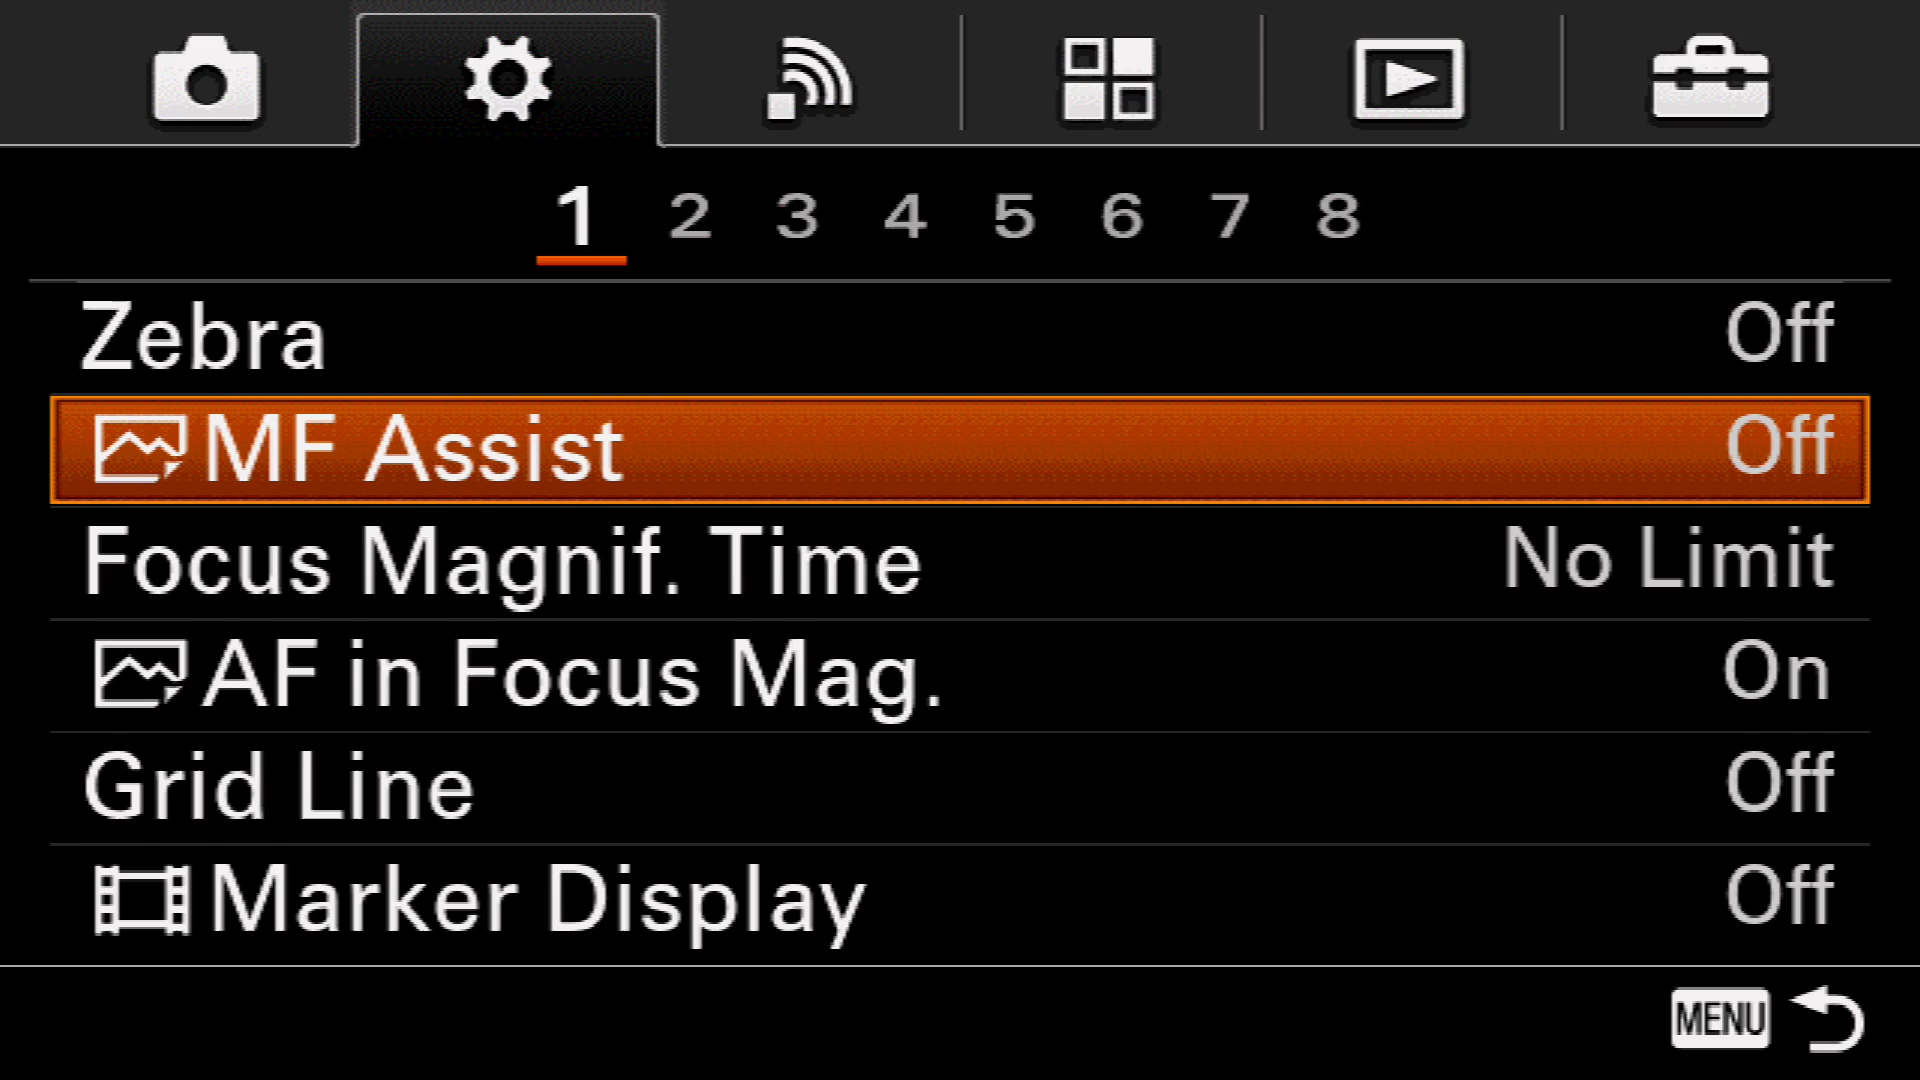 1 2 3 4 5 6 7 8
Zebra Off
MF Assist Off
Focus Magnif. Time No Limit
AF in Focus Mag. On
Grid Line Off
Marker Display Off
MENU